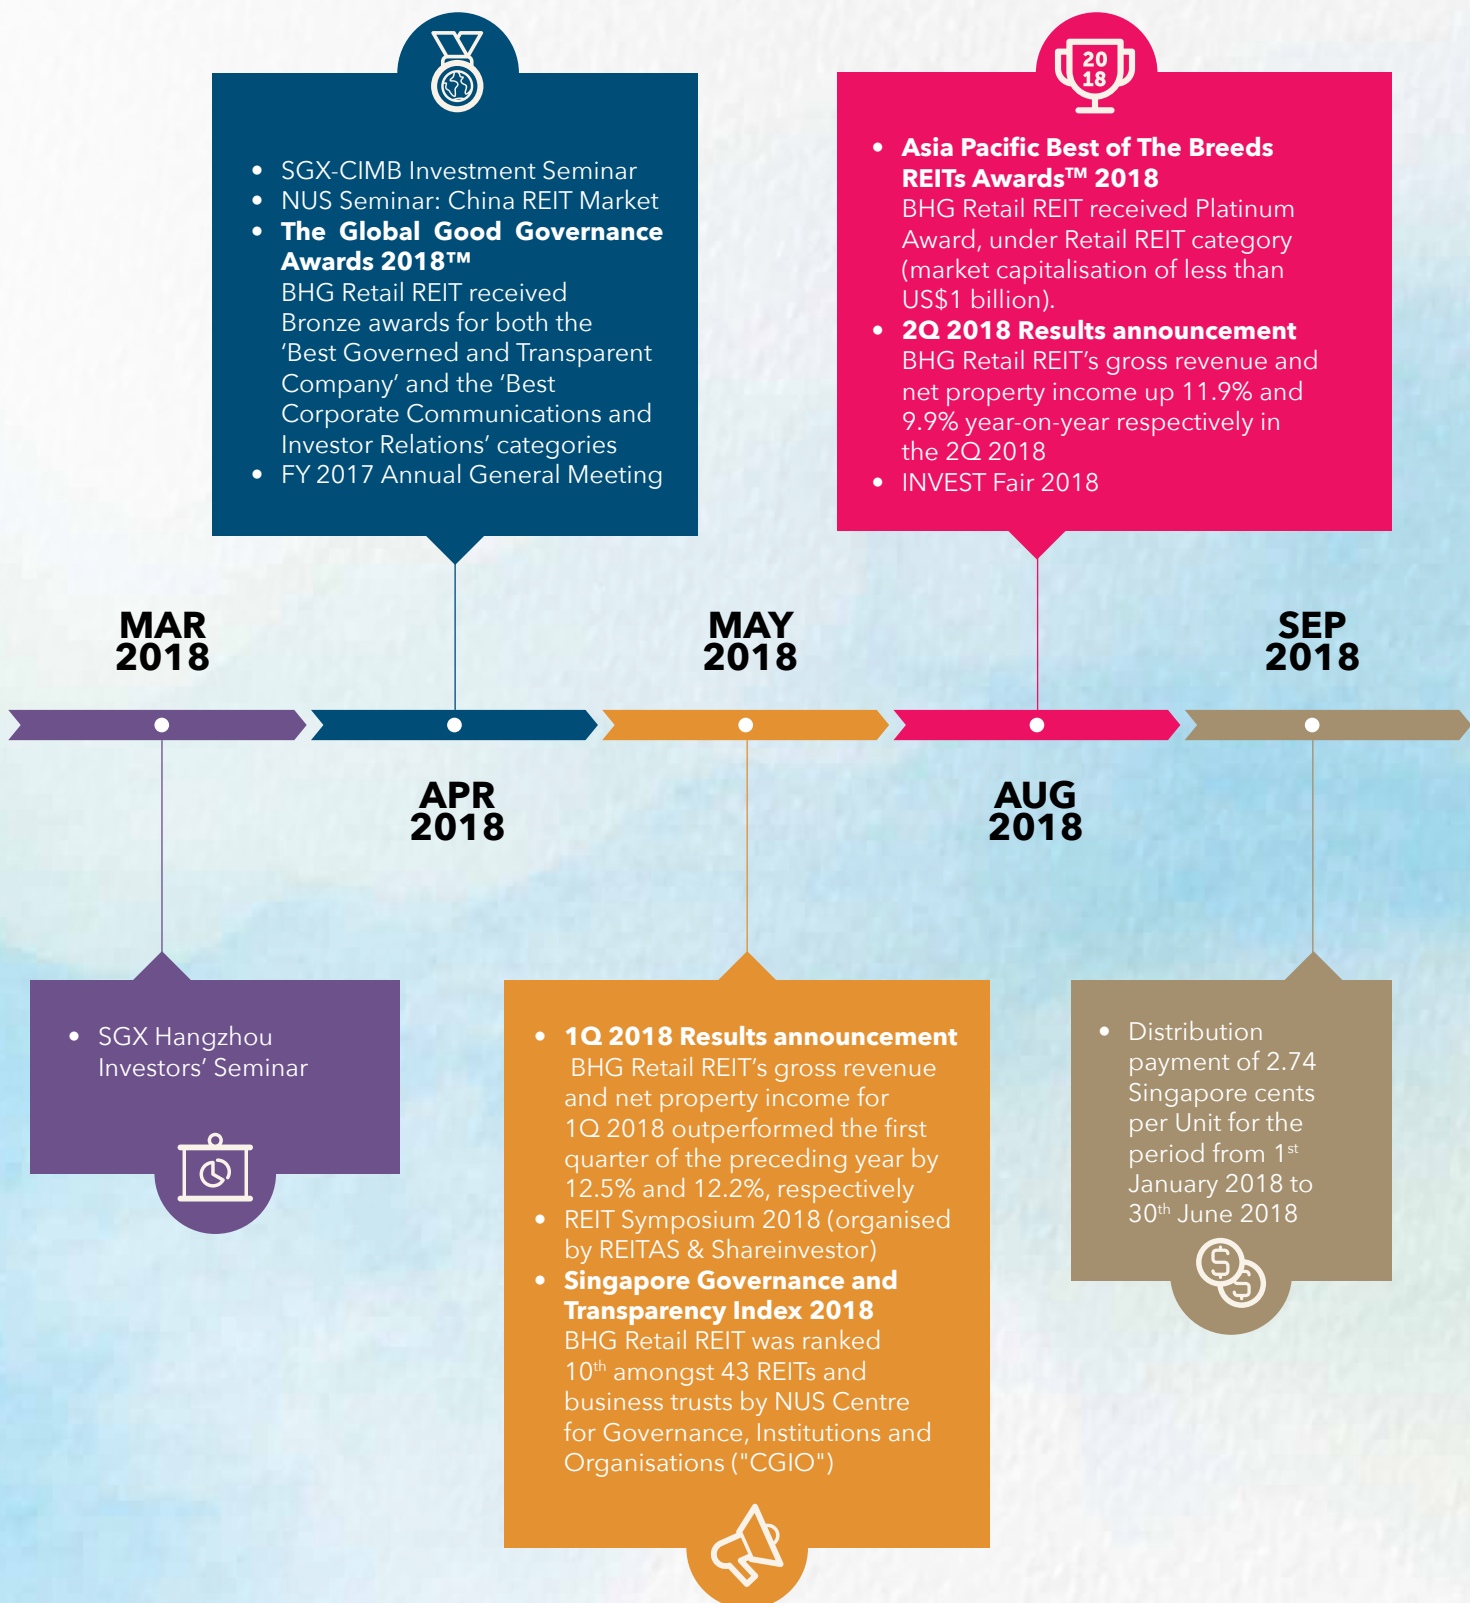 • SGX-CIMB Investment Seminar
• NUS Seminar: China REIT Market
• The Global Good Governance
Awards 2018™
BHG Retail REIT received
Bronze awards for both the
‘Best Governed and Transparent
Company’ and the ‘Best
Corporate Communications and
Investor Relations’ categories
• FY 2017 Annual General Meeting
20
18
• Asia Pacific Best of The Breeds
REITs Awards™ 2018
BHG Retail REIT received Platinum
Award, under Retail REIT category
(market capitalisation of less than
US$1 billion).
• 2Q 2018 Results announcement
BHG Retail REIT’s gross revenue and
net property income up 11.9% and
9.9% year-on-year respectively in
the 2Q 2018
• INVEST Fair 2018
MAR
2018
MAY
2018
SEP
2018
APR
2018
AUG
2018
• SGX Hangzhou
Investors’ Seminar
• 1Q 2018 Results announcement
BHG Retail REIT’s gross revenue
and net property income for
1Q 2018 outperformed the first
quarter of the preceding year by
12.5% and 12.2%, respectively
• REIT Symposium 2018 (organised
by REITAS & Shareinvestor)
• Singapore Governance and
Transparency Index 2018
BHG Retail REIT was ranked
10th amongst 43 REITs and
business trusts by NUS Centre
for Governance, Institutions and
Organisations ("CGIO")
• Distribution
payment of 2.74
Singapore cents
per Unit for the
period from 1st
January 2018 to
30th June 2018
$
$